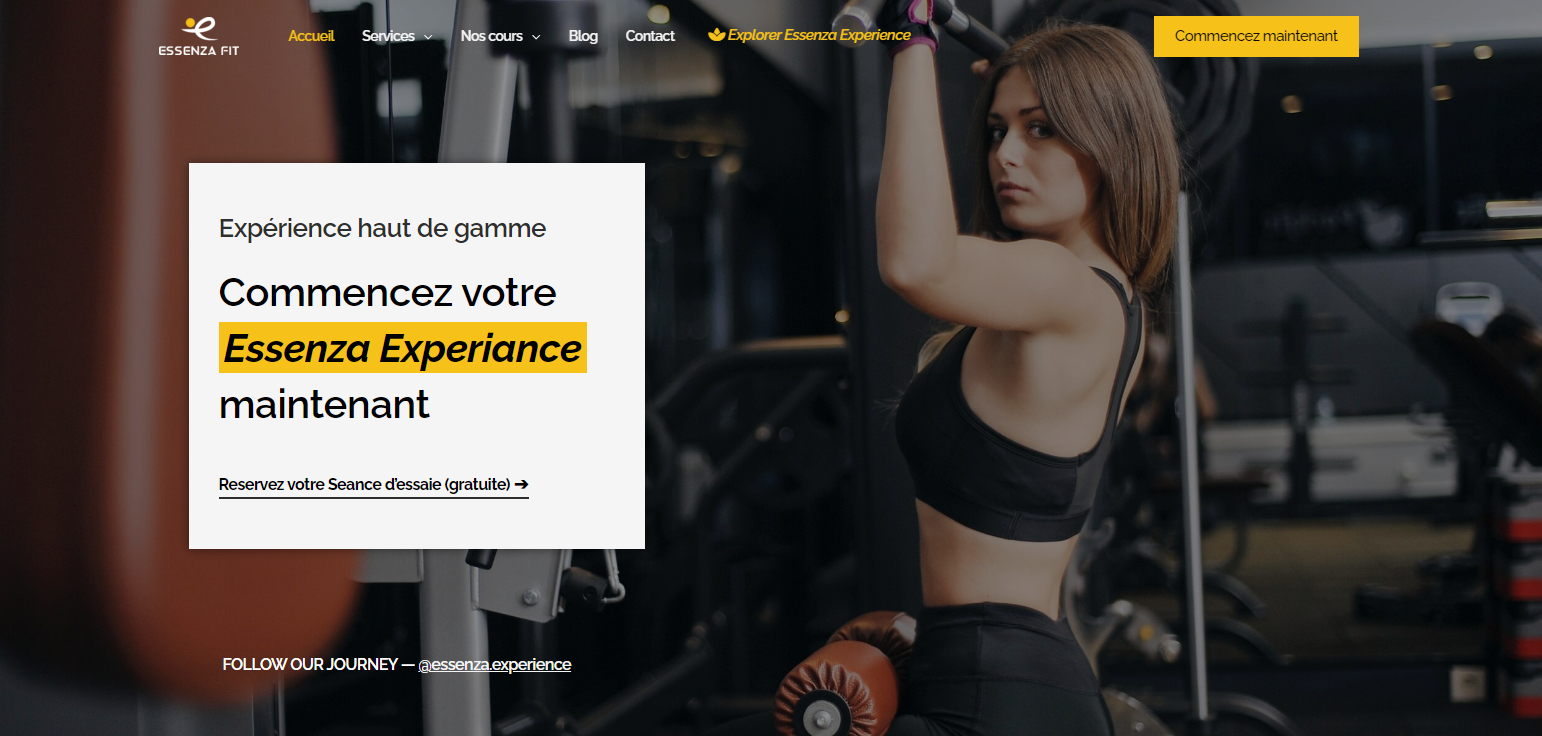 ESSENZA FIT
Accueil
Services
Nos cours
Blog
Contact
Explorer Essenza Experience
Commencez maintenant
Expérience haut de gamme
Commencez votre
Essenza Experiance
maintenant
Reservez votre Seance d'essaie (gratuite) ➔
FOLLOW OUR JOURNEY — @essenza.experience